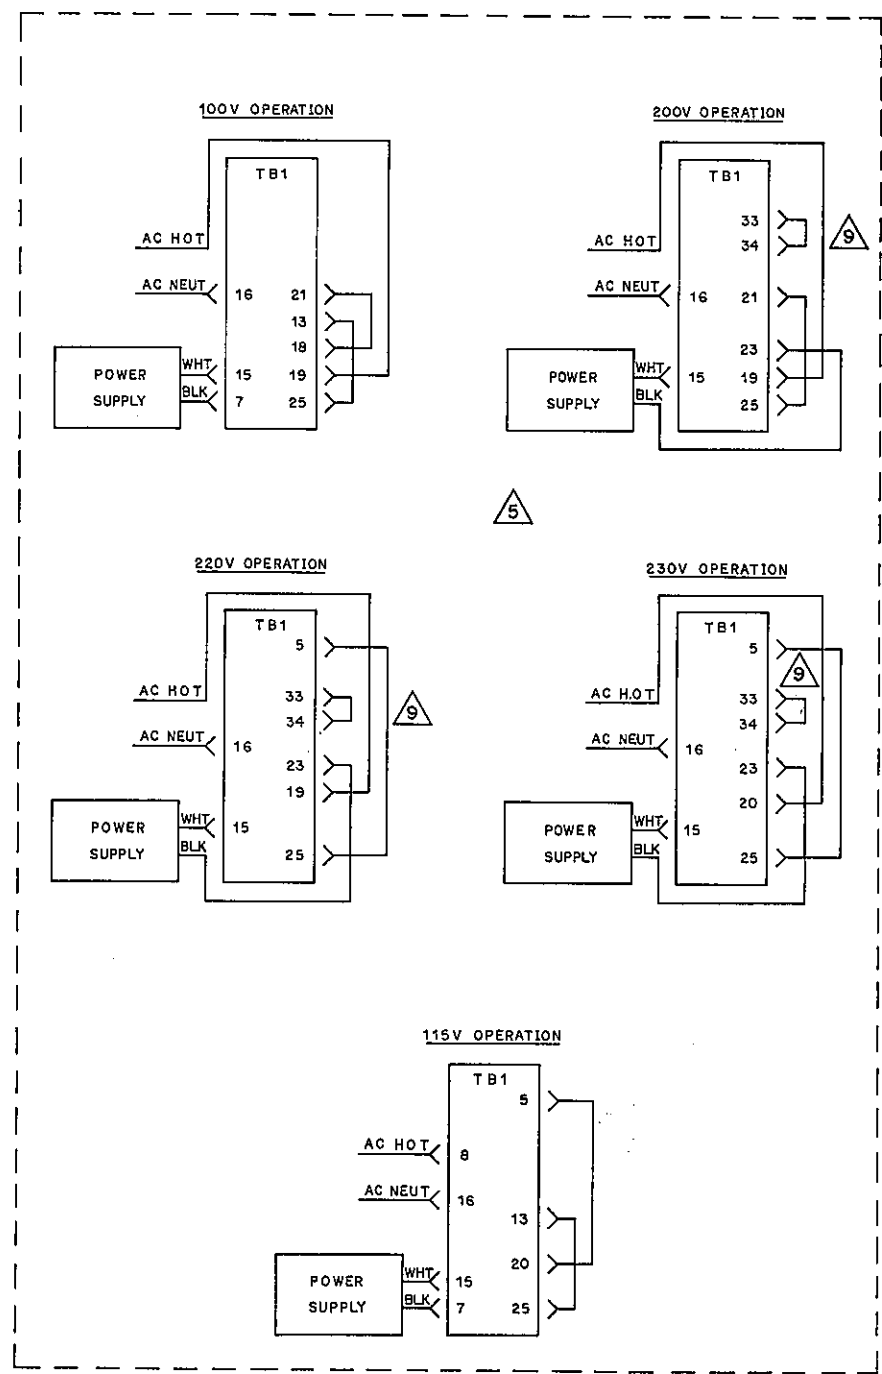 100V OPERATION
TB1
AC HOT
AC NEUT
16 21
13
18
WHT
15 19
BLK
7 25
POWER
SUPPLY
200V OPERATION
TB1
33
34
9
AC HOT
AC NEUT
16 21
23
WHT
15 19
BLK
25
POWER
SUPPLY
5
220V OPERATION
TB1
5
AC HOT
33
34
9
AC NEUT
16
23
19
WHT
15
BLK
25
POWER
SUPPLY
230V OPERATION
TB1
5
9
AC HOT
33
34
AC NEUT
16
23
20
WHT
15
BLK
25
POWER
SUPPLY
115V OPERATION
TB1
5
AC HOT
8
AC NEUT
16
13
20
WHT
15
BLK
7 25
POWER
SUPPLY